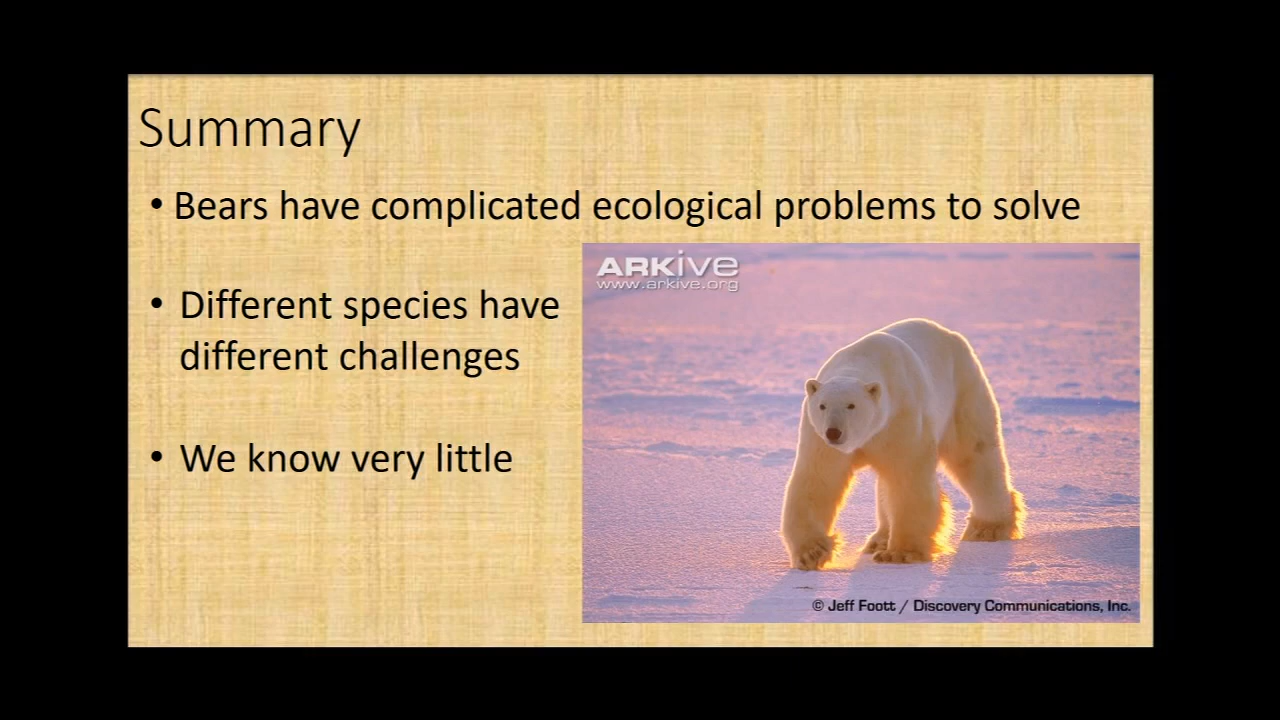 Summary
• Bears have complicated ecological problems to solve
• Different species have
different challenges
• We know very little
ARKive
www.arkive.org
© Jeff Foott / Discovery Communications, Inc.